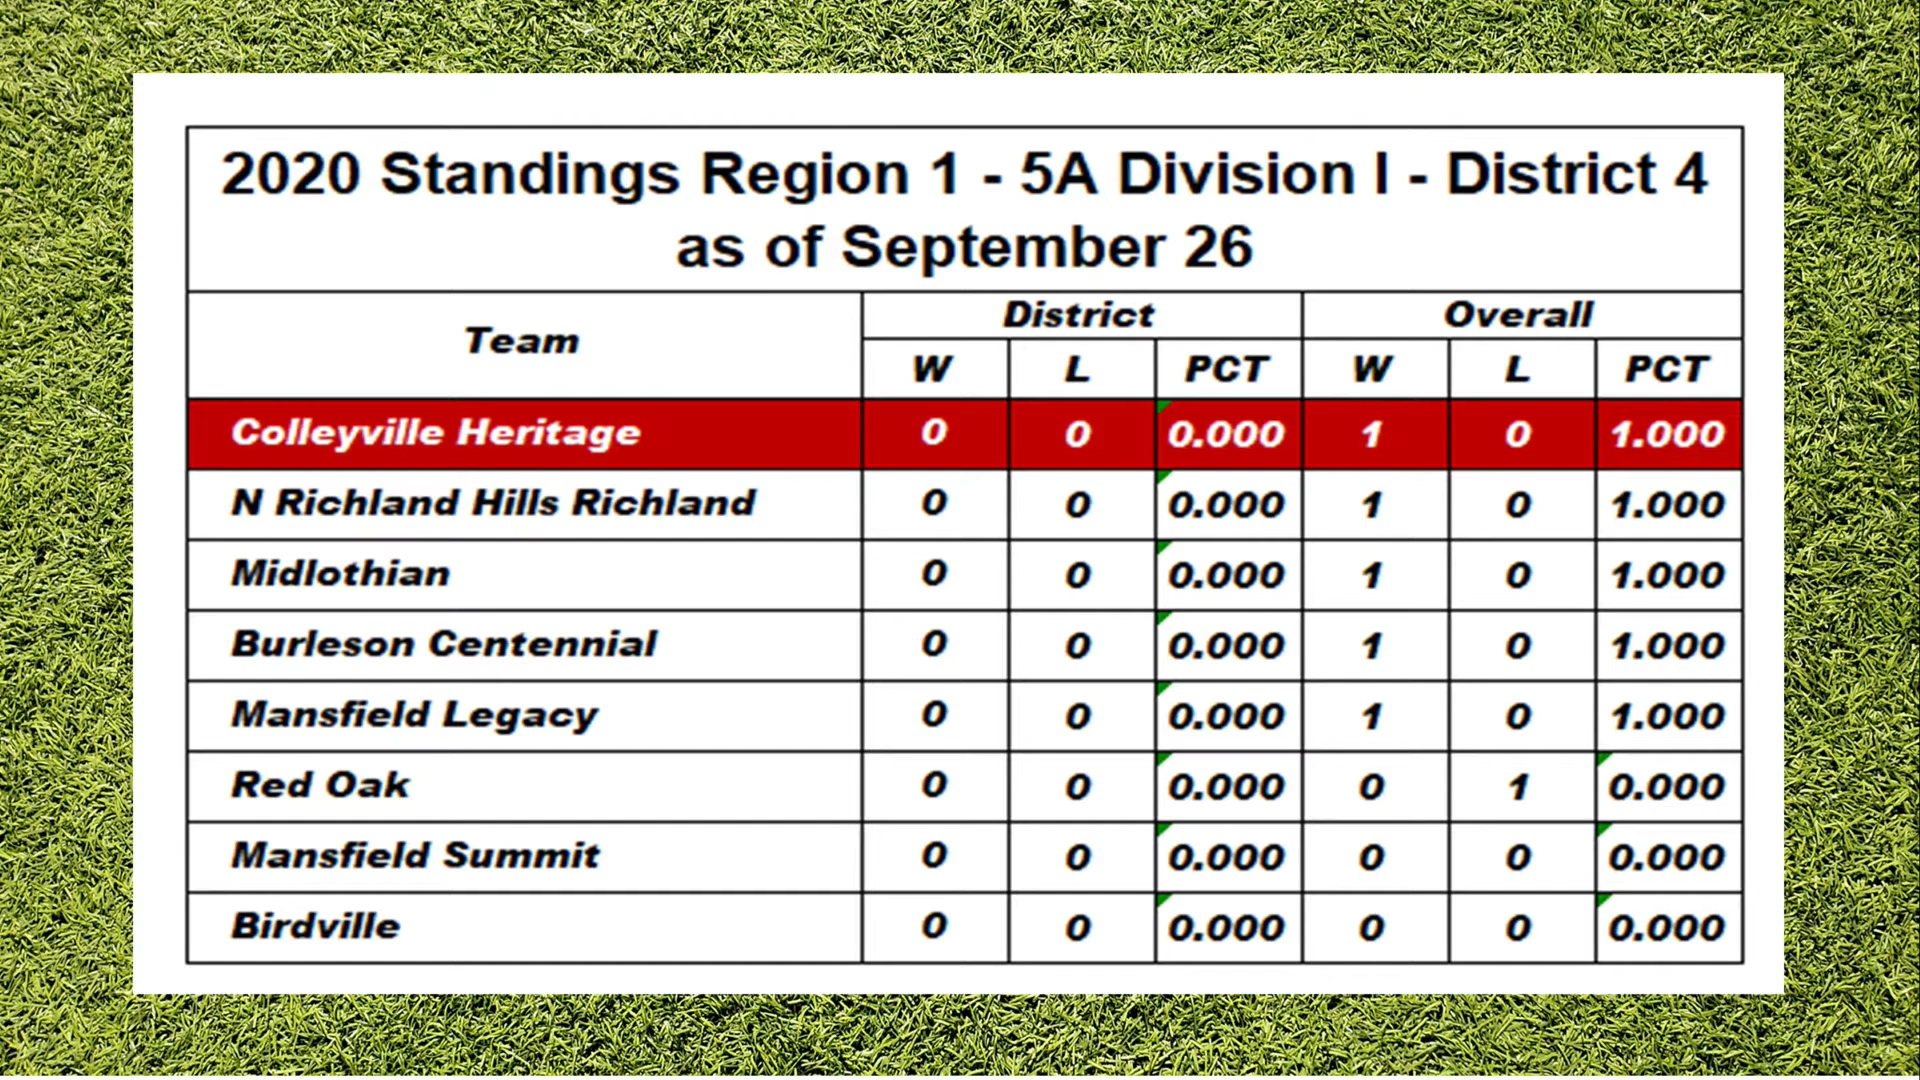 2020 Standings Region 1 - 5A Division I - District 4
as of September 26
Team District Overall
W L PCT W L PCT
Colleyville Heritage 0 0 0.000 1 0 1.000
N Richland Hills Richland 0 0 0.000 1 0 1.000
Midlothian 0 0 0.000 1 0 1.000
Burleson Centennial 0 0 0.000 1 0 1.000
Mansfield Legacy 0 0 0.000 1 0 1.000
Red Oak 0 0 0.000 0 1 0.000
Mansfield Summit 0 0 0.000 0 0 0.000
Birdville 0 0 0.000 0 0 0.000